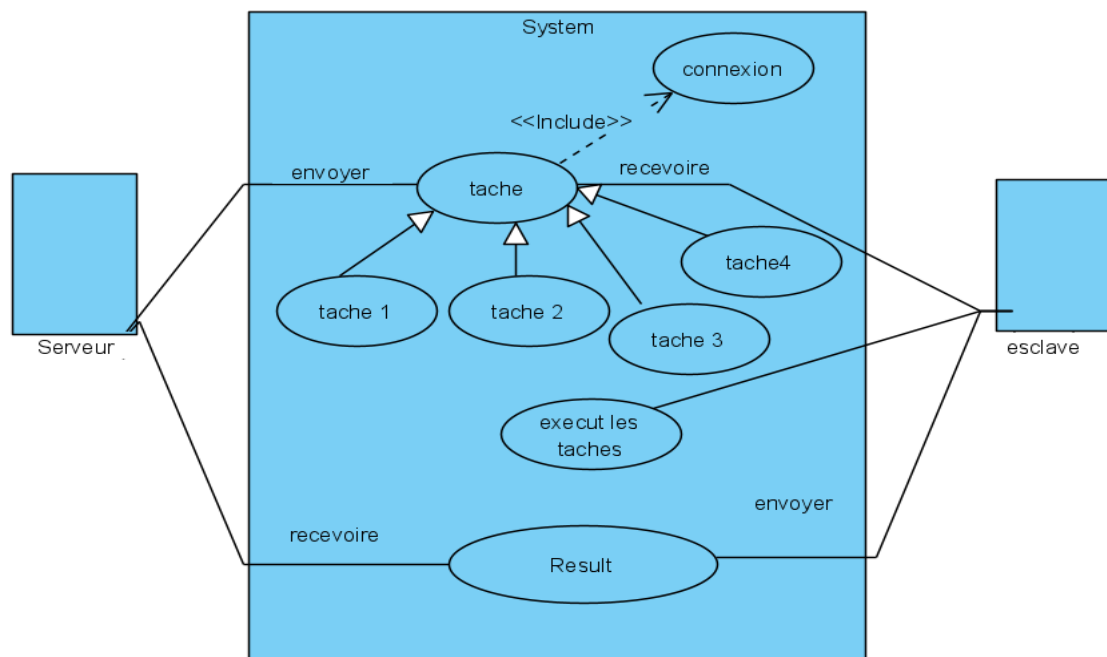 System
connexion
<<Include>>
envoyer
tache
recevoire
tache4
tache 1
tache 2
tache 3
Serveur
esclave
execut les
taches
envoyer
recevoire
Result